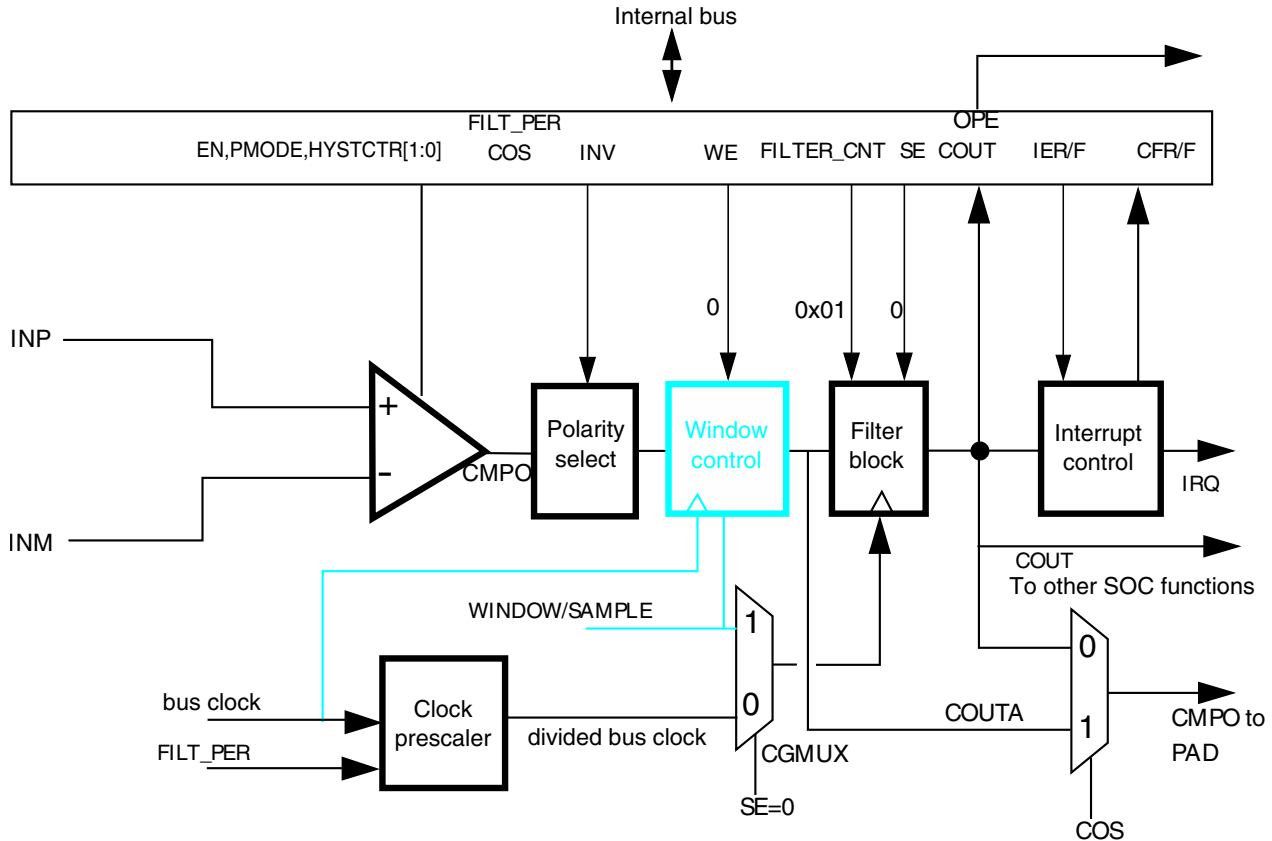 Internal bus
FILT_PER
OPE
EN,PMODE,HYSTCTR[1:0]
COS
INV
WE
FILTER_CNT
SE
COUT
IER/F
CFR/F
0
0x01
0
INP
+
-
INM
CMPO
Polarity
select
Window
control
Filter
block
Interrupt
control
IRQ
COUT
To other SOC functions
WINDOW/SAMPLE
1
0
bus clock
FILT_PER
Clock
prescaler
divided bus clock
CGMUX
SE=0
COUTA
0
1
CMPO to
PAD
COS